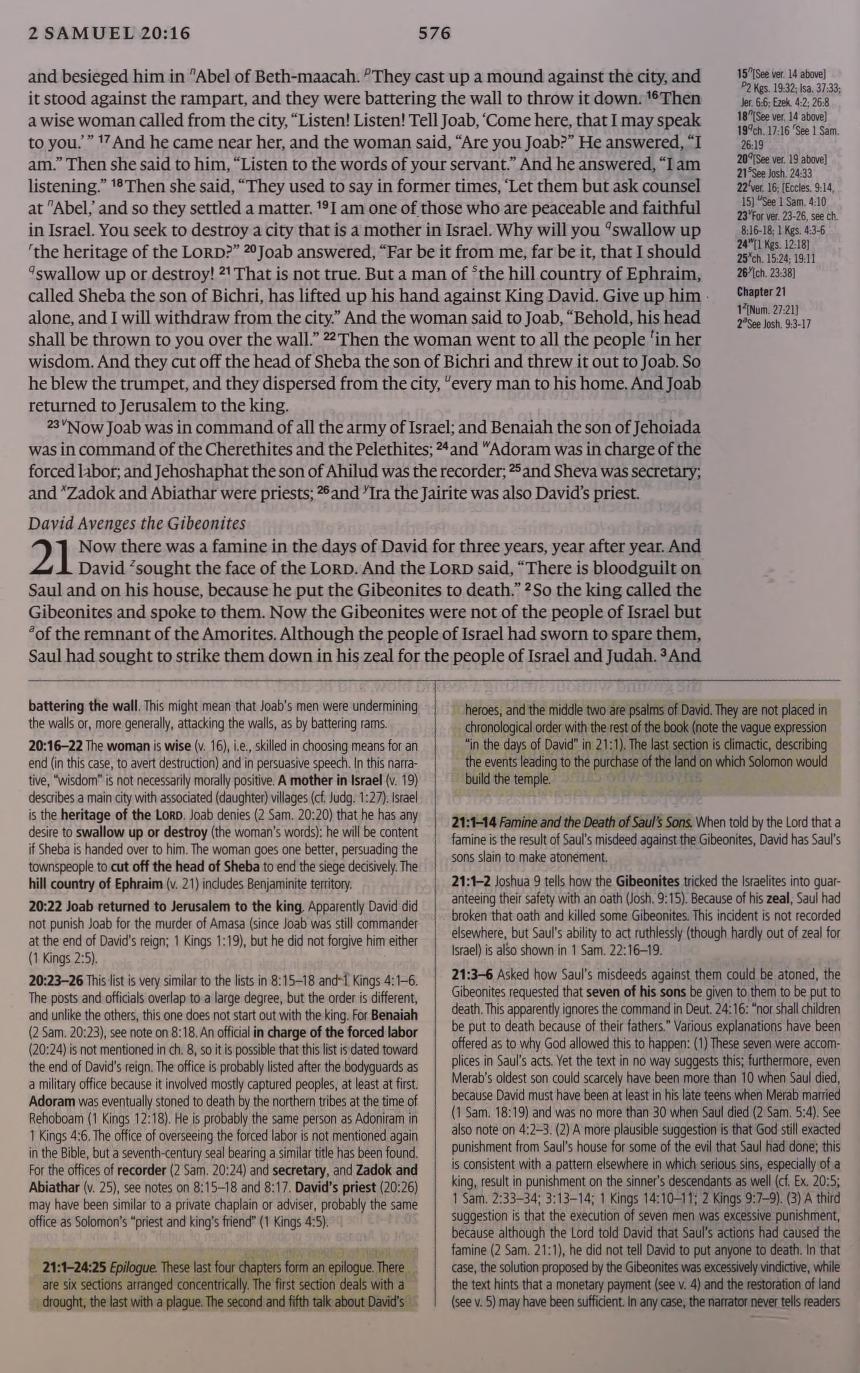 2 SAMUEL 20:16
576
and besieged him in ⁿAbel of Beth-maacah. ᵖThey cast up a mound against the city, and
it stood against the rampart, and they were battering the wall to throw it down. ¹⁶Then
a wise woman called from the city, “Listen! Listen! Tell Joab, ‘Come here, that I may speak
to you.’” ¹⁷And he came near her, and the woman said, “Are you Joab?” He answered, “I
am.” Then she said to him, “Listen to the words of your servant.” And he answered, “I am
listening.” ¹⁸Then she said, “They used to say in former times, ‘Let them but ask counsel
at ⁿAbel,’ and so they settled a matter. ¹⁹I am one of those who are peaceable and faithful
in Israel. You seek to destroy a city that is a mother in Israel. Why will you ᑫswallow up
ʳthe heritage of the LORD?” ²⁰Joab answered, “Far be it from me, far be it, that I should
ᑫswallow up or destroy! ²¹That is not true. But a man of ˢthe hill country of Ephraim,
called Sheba the son of Bichri, has lifted up his hand against King David. Give up him
alone, and I will withdraw from the city.” And the woman said to Joab, “Behold, his head
shall be thrown to you over the wall.” ²²Then the woman went to all the people ᵗin her
wisdom. And they cut off the head of Sheba the son of Bichri and threw it out to Joab. So
he blew the trumpet, and they dispersed from the city, ᵘevery man to his home. And Joab
returned to Jerusalem to the king.
²³ᵛNow Joab was in command of all the army of Israel; and Benaiah the son of Jehoiada
was in command of the Cherethites and the Pelethites; ²⁴and ʷAdoram was in charge of the
forced labor; and Jehoshaphat the son of Ahilud was the recorder; ²⁵and Sheva was secretary;
and ˣZadok and Abiathar were priests; ²⁶and ʸIra the Jairite was also David’s priest.
David Avenges the Gibeonites
21 Now there was a famine in the days of David for three years, year after year. And
David ᶻsought the face of the LORD. And the LORD said, “There is bloodguilt on
Saul and on his house, because he put the Gibeonites to death.” ²So the king called the
Gibeonites and spoke to them. Now the Gibeonites were not of the people of Israel but
ᵃof the remnant of the Amorites. Although the people of Israel had sworn to spare them,
Saul had sought to strike them down in his zeal for the people of Israel and Judah. ³And
15ⁿ[See ver. 14 above]
ᵖ2 Kgs. 19:32; Isa. 37:33;
Jer. 6:6; Ezek. 4:2; 26:8
18ⁿ[See ver. 14 above]
19ᑫch. 17:16 ʳSee 1 Sam.
26:19
20ᑫ[See ver. 19 above]
21ˢSee Josh. 24:33
22ᵗver. 16; [Eccles. 9:14,
15] ᵘSee 1 Sam. 4:10
23ᵛFor ver. 23-26, see ch.
8:16-18; 1 Kgs. 4:3-6
24ʷ[1 Kgs. 12:18]
25ˣch. 15:24; 19:11
26ʸ[ch. 23:38]
Chapter 21
1ᶻ[Num. 27:21]
2ᵃSee Josh. 9:3-17
battering the wall. This might mean that Joab’s men were undermining
the walls or, more generally, attacking the walls, as by battering rams.
20:16–22 The woman is wise (v. 16), i.e., skilled in choosing means for an
end (in this case, to avert destruction) and in persuasive speech. In this narra-
tive, “wisdom” is not necessarily morally positive. A mother in Israel (v. 19)
describes a main city with associated (daughter) villages (cf. Judg. 1:27). Israel
is the heritage of the LORD. Joab denies (2 Sam. 20:20) that he has any
desire to swallow up or destroy (the woman’s words); he will be content
if Sheba is handed over to him. The woman goes one better, persuading the
townspeople to cut off the head of Sheba to end the siege decisively. The
hill country of Ephraim (v. 21) includes Benjaminite territory.
20:22 Joab returned to Jerusalem to the king. Apparently David did
not punish Joab for the murder of Amasa (since Joab was still commander
at the end of David’s reign; 1 Kings 1:19), but he did not forgive him either
(1 Kings 2:5).
20:23–26 This list is very similar to the lists in 8:15–18 and 1 Kings 4:1–6.
The posts and officials overlap to a large degree, but the order is different,
and unlike the others, this one does not start out with the king. For Benaiah
(2 Sam. 20:23), see note on 8:18. An official in charge of the forced labor
(20:24) is not mentioned in ch. 8, so it is possible that this list is dated toward
the end of David’s reign. The office is probably listed after the bodyguards as
a military office because it involved mostly captured peoples, at least at first.
Adoram was eventually stoned to death by the northern tribes at the time of
Rehoboam (1 Kings 12:18). He is probably the same person as Adoniram in
1 Kings 4:6. The office of overseeing the forced labor is not mentioned again
in the Bible, but a seventh-century seal bearing a similar title has been found.
For the offices of recorder (2 Sam. 20:24) and secretary, and Zadok and
Abiathar (v. 25), see notes on 8:15–18 and 8:17. David’s priest (20:26)
may have been similar to a private chaplain or adviser, probably the same
office as Solomon’s “priest and king’s friend” (1 Kings 4:5).
21:1–24:25 Epilogue. These last four chapters form an epilogue. There
are six sections arranged concentrically. The first section deals with a
drought, the last with a plague. The second and fifth talk about David’s
heroes, and the middle two are psalms of David. They are not placed in
chronological order with the rest of the book (note the vague expression
“in the days of David” in 21:1). The last section is climactic, describing
the events leading to the purchase of the land on which Solomon would
build the temple.
21:1–14 Famine and the Death of Saul’s Sons. When told by the Lord that a
famine is the result of Saul’s misdeed against the Gibeonites, David has Saul’s
sons slain to make atonement.
21:1–2 Joshua 9 tells how the Gibeonites tricked the Israelites into guar-
anteeing their safety with an oath (Josh. 9:15). Because of his zeal, Saul had
broken that oath and killed some Gibeonites. This incident is not recorded
elsewhere, but Saul’s ability to act ruthlessly (though hardly out of zeal for
Israel) is also shown in 1 Sam. 22:16–19.
21:3–6 Asked how Saul’s misdeeds against them could be atoned, the
Gibeonites requested that seven of his sons be given to them to be put to
death. This apparently ignores the command in Deut. 24:16: “nor shall children
be put to death because of their fathers.” Various explanations have been
offered as to why God allowed this to happen: (1) These seven were accom-
plices in Saul’s acts. Yet the text in no way suggests this; furthermore, even
Merab’s oldest son could scarcely have been more than 10 when Saul died,
because David must have been at least in his late teens when Merab married
(1 Sam. 18:19) and was no more than 30 when Saul died (2 Sam. 5:4). See
also note on 4:2–3. (2) A more plausible suggestion is that God still exacted
punishment from Saul’s house for some of the evil that Saul had done; this
is consistent with a pattern elsewhere in which serious sins, especially of a
king, result in punishment on the sinner’s descendants as well (cf. Ex. 20:5;
1 Sam. 2:33–34; 3:13–14; 1 Kings 14:10–11; 2 Kings 9:7–9). (3) A third
suggestion is that the execution of seven men was excessive punishment,
because although the Lord told David that Saul’s actions had caused the
famine (2 Sam. 21:1), he did not tell David to put anyone to death. In that
case, the solution proposed by the Gibeonites was excessively vindictive, while
the text hints that a monetary payment (see v. 4) and the restoration of land
(see v. 5) may have been sufficient. In any case, the narrator never tells readers